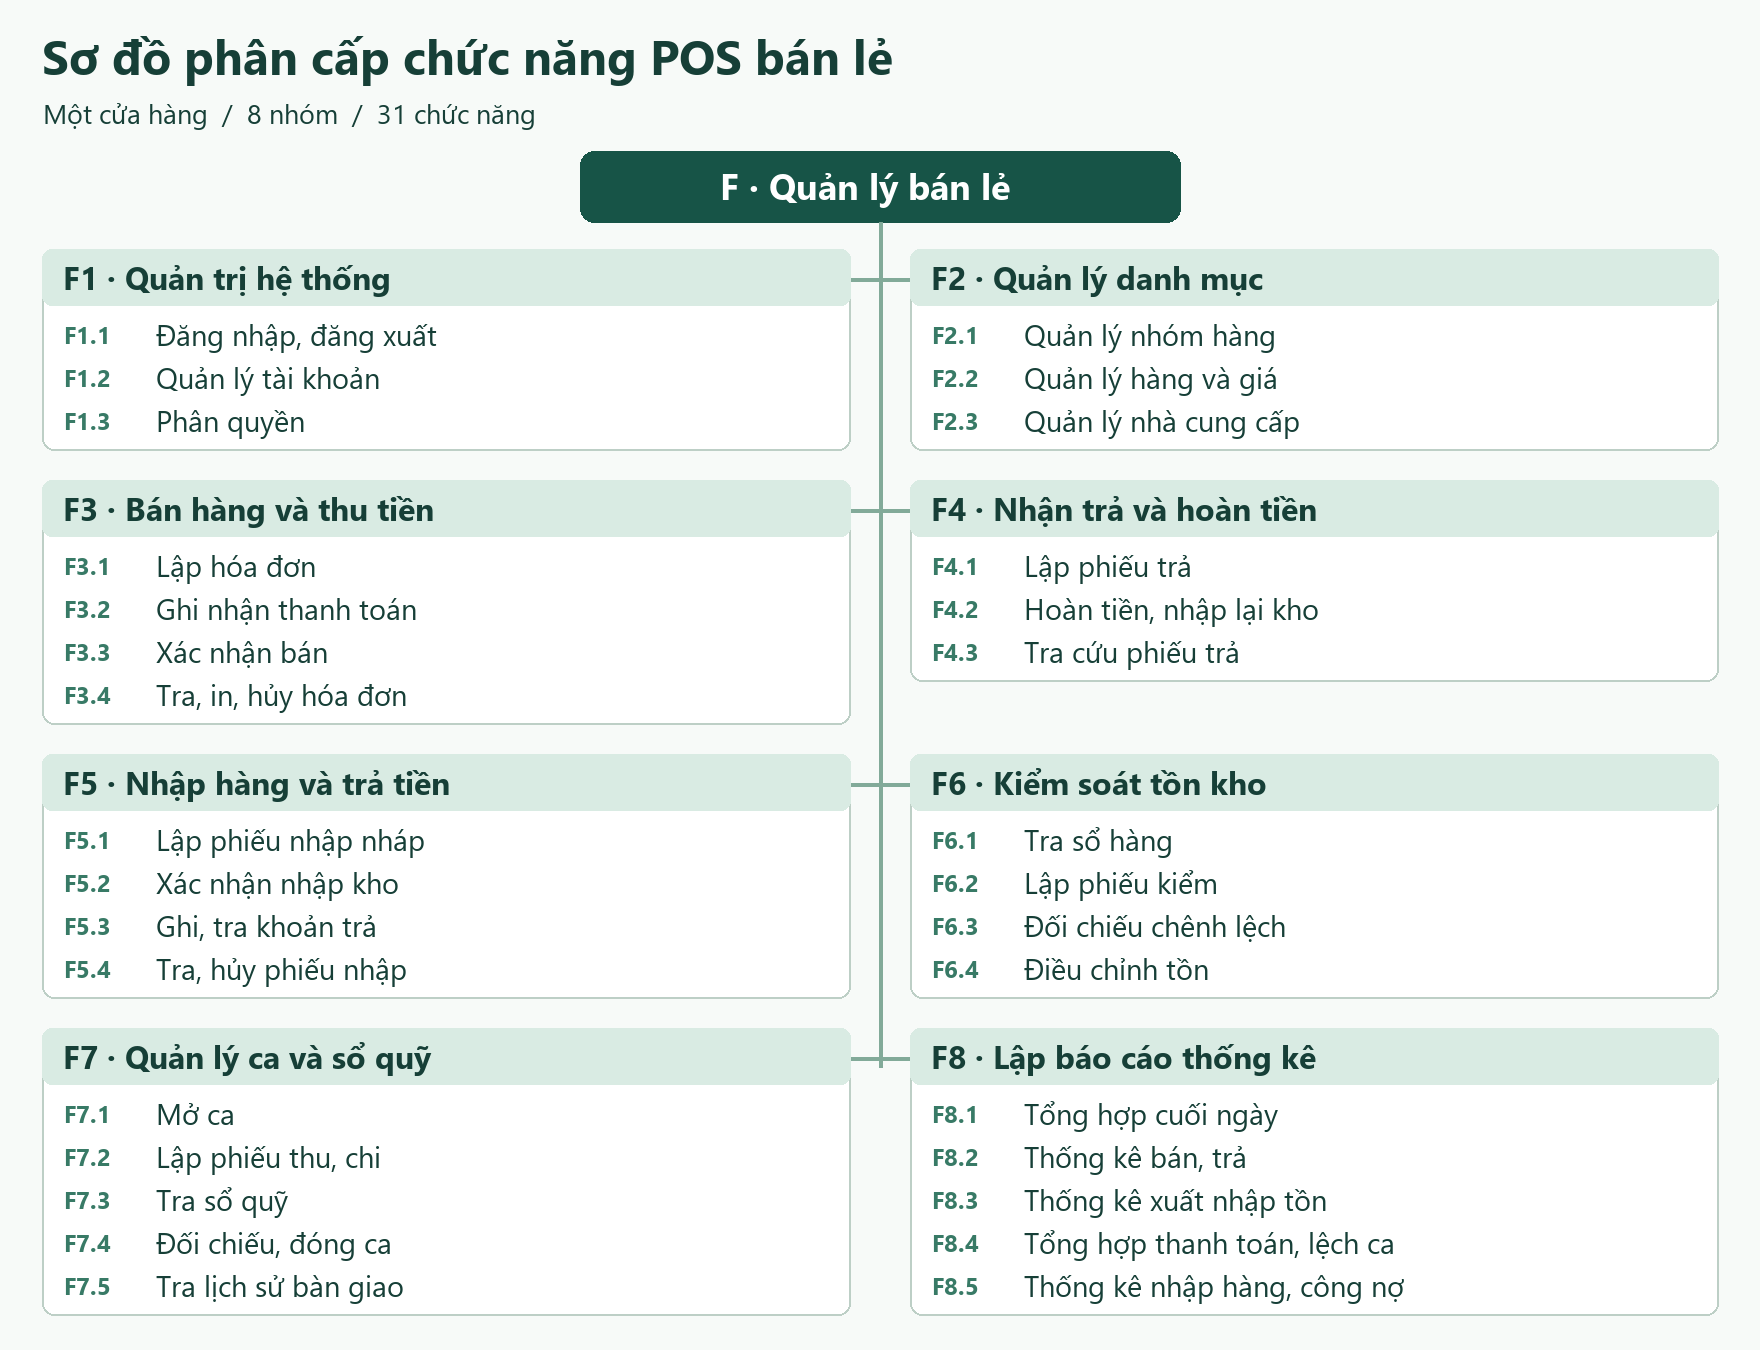 Sơ đồ phân cấp chức năng POS bán lẻ
Một cửa hàng / 8 nhóm / 31 chức năng
F · Quản lý bán lẻ
F1 · Quản trị hệ thống
F1.1 Đăng nhập, đăng xuất
F1.2 Quản lý tài khoản
F1.3 Phân quyền
F2 · Quản lý danh mục
F2.1 Quản lý nhóm hàng
F2.2 Quản lý hàng và giá
F2.3 Quản lý nhà cung cấp
F3 · Bán hàng và thu tiền
F3.1 Lập hóa đơn
F3.2 Ghi nhận thanh toán
F3.3 Xác nhận bán
F3.4 Tra, in, hủy hóa đơn
F4 · Nhận trả và hoàn tiền
F4.1 Lập phiếu trả
F4.2 Hoàn tiền, nhập lại kho
F4.3 Tra cứu phiếu trả
F5 · Nhập hàng và trả tiền
F5.1 Lập phiếu nhập nháp
F5.2 Xác nhận nhập kho
F5.3 Ghi, tra khoản trả
F5.4 Tra, hủy phiếu nhập
F6 · Kiểm soát tồn kho
F6.1 Tra sổ hàng
F6.2 Lập phiếu kiểm
F6.3 Đối chiếu chênh lệch
F6.4 Điều chỉnh tồn
F7 · Quản lý ca và sổ quỹ
F7.1 Mở ca
F7.2 Lập phiếu thu, chi
F7.3 Tra sổ quỹ
F7.4 Đối chiếu, đóng ca
F7.5 Tra lịch sử bàn giao
F8 · Lập báo cáo thống kê
F8.1 Tổng hợp cuối ngày
F8.2 Thống kê bán, trả
F8.3 Thống kê xuất nhập tồn
F8.4 Tổng hợp thanh toán, lệch ca
F8.5 Thống kê nhập hàng, công nợ